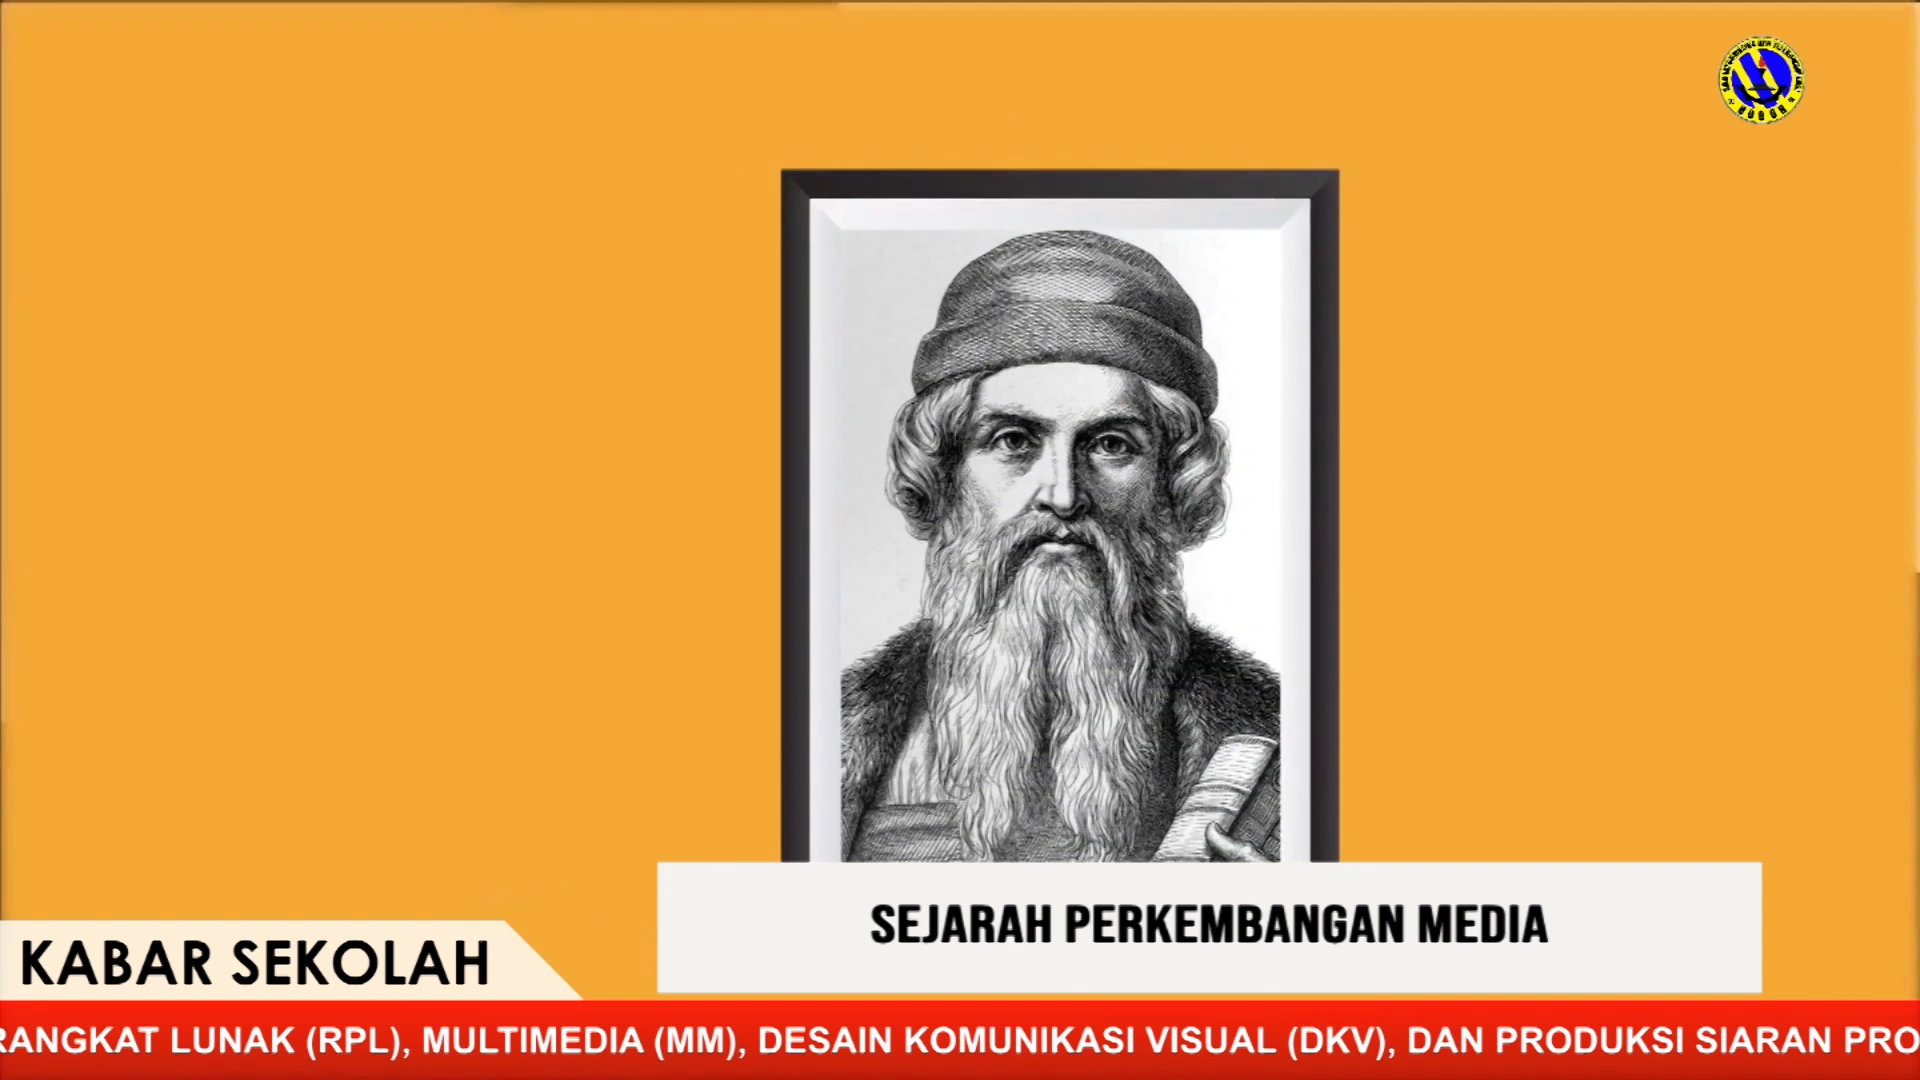 SEJARAH PERKEMBANGAN MEDIA
KABAR SEKOLAH
RANGKAT LUNAK (RPL), MULTIMEDIA (MM), DESAIN KOMUNIKASI VISUAL (DKV), DAN PRODUKSI SIARAN PRO